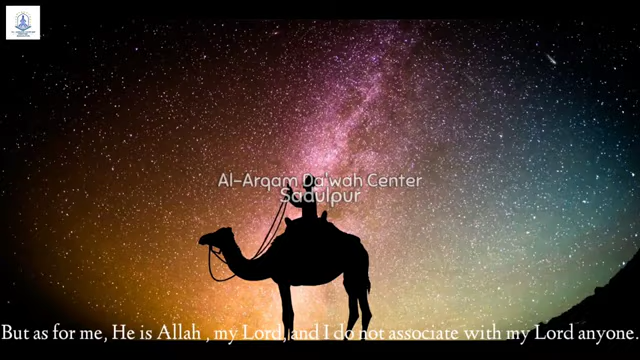 Al-Arqam Da'wah Center
Sadulpur
But as for me, He is Allah , my Lord, and I do not associate with my Lord anyone.